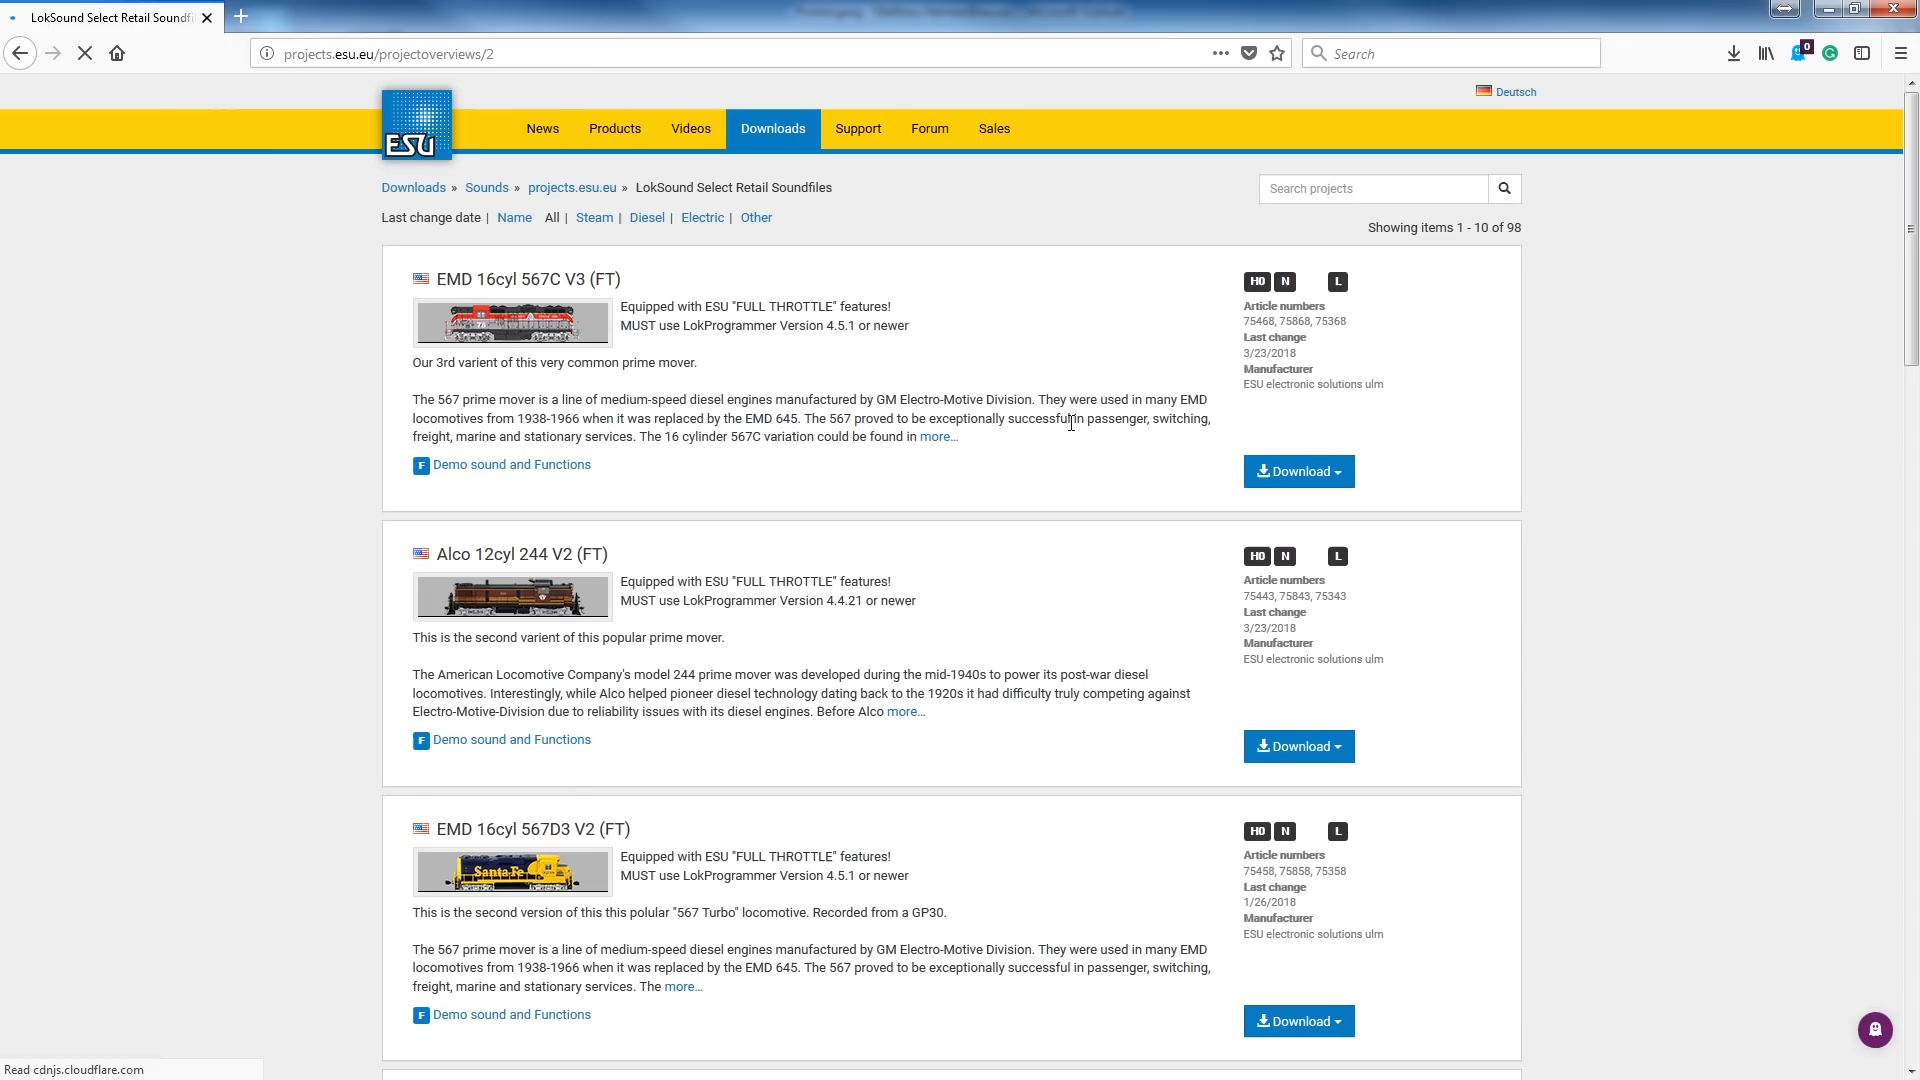 LokSound Select Retail Soundfi
projects.esu.eu/projectoverviews/2
Search
0
Deutsch
ESU
News
Products
Videos
Downloads
Support
Forum
Sales
Downloads » Sounds » projects.esu.eu » LokSound Select Retail Soundfiles
Search projects
Last change date | Name All | Steam | Diesel | Electric | Other
Showing items 1 - 10 of 98
EMD 16cyl 567C V3 (FT)
Equipped with ESU "FULL THROTTLE" features!
MUST use LokProgrammer Version 4.5.1 or newer
Our 3rd varient of this very common prime mover.
The 567 prime mover is a line of medium-speed diesel engines manufactured by GM Electro-Motive Division. They were used in many EMD
locomotives from 1938-1966 when it was replaced by the EMD 645. The 567 proved to be exceptionally successful in passenger, switching,
freight, marine and stationary services. The 16 cylinder 567C variation could be found in more...
F Demo sound and Functions
H0 N L
Article numbers
75468, 75868, 75368
Last change
3/23/2018
Manufacturer
ESU electronic solutions ulm
Download
Alco 12cyl 244 V2 (FT)
Equipped with ESU "FULL THROTTLE" features!
MUST use LokProgrammer Version 4.4.21 or newer
This is the second varient of this popular prime mover.
The American Locomotive Company's model 244 prime mover was developed during the mid-1940s to power its post-war diesel
locomotives. Interestingly, while Alco helped pioneer diesel technology dating back to the 1920s it had difficulty truly competing against
Electro-Motive-Division due to reliability issues with its diesel engines. Before Alco more...
F Demo sound and Functions
H0 N L
Article numbers
75443, 75843, 75343
Last change
3/23/2018
Manufacturer
ESU electronic solutions ulm
Download
EMD 16cyl 567D3 V2 (FT)
Santa Fe
Equipped with ESU "FULL THROTTLE" features!
MUST use LokProgrammer Version 4.5.1 or newer
This is the second version of this this polular "567 Turbo" locomotive. Recorded from a GP30.
The 567 prime mover is a line of medium-speed diesel engines manufactured by GM Electro-Motive Division. They were used in many EMD
locomotives from 1938-1966 when it was replaced by the EMD 645. The 567 proved to be exceptionally successful in passenger, switching,
freight, marine and stationary services. The more...
F Demo sound and Functions
H0 N L
Article numbers
75458, 75858, 75358
Last change
1/26/2018
Manufacturer
ESU electronic solutions ulm
Download
Read cdnjs.cloudflare.com